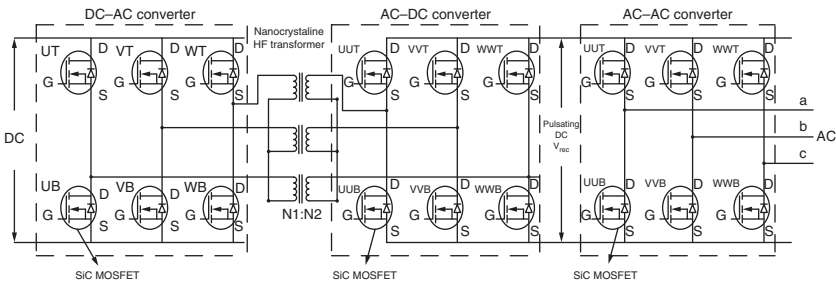 DC–AC converter
Nanocrystaline
HF transformer
AC–DC converter
AC–AC converter
UT D VT D WT D
G S G S G S
UUT D VVT D WWT D
G S G S G S
UUT D VVT D WWT D
G S G S G S
DC
Pulsating
DC
Vrec
a
b
c
AC
UB D VB D WB D
G S G S G S
N1:N2
UUB D VVB D WWB D
G S G S G S
UUB D VVB D WWB D
G S G S G S
SiC MOSFET
SiC MOSFET
SiC MOSFET